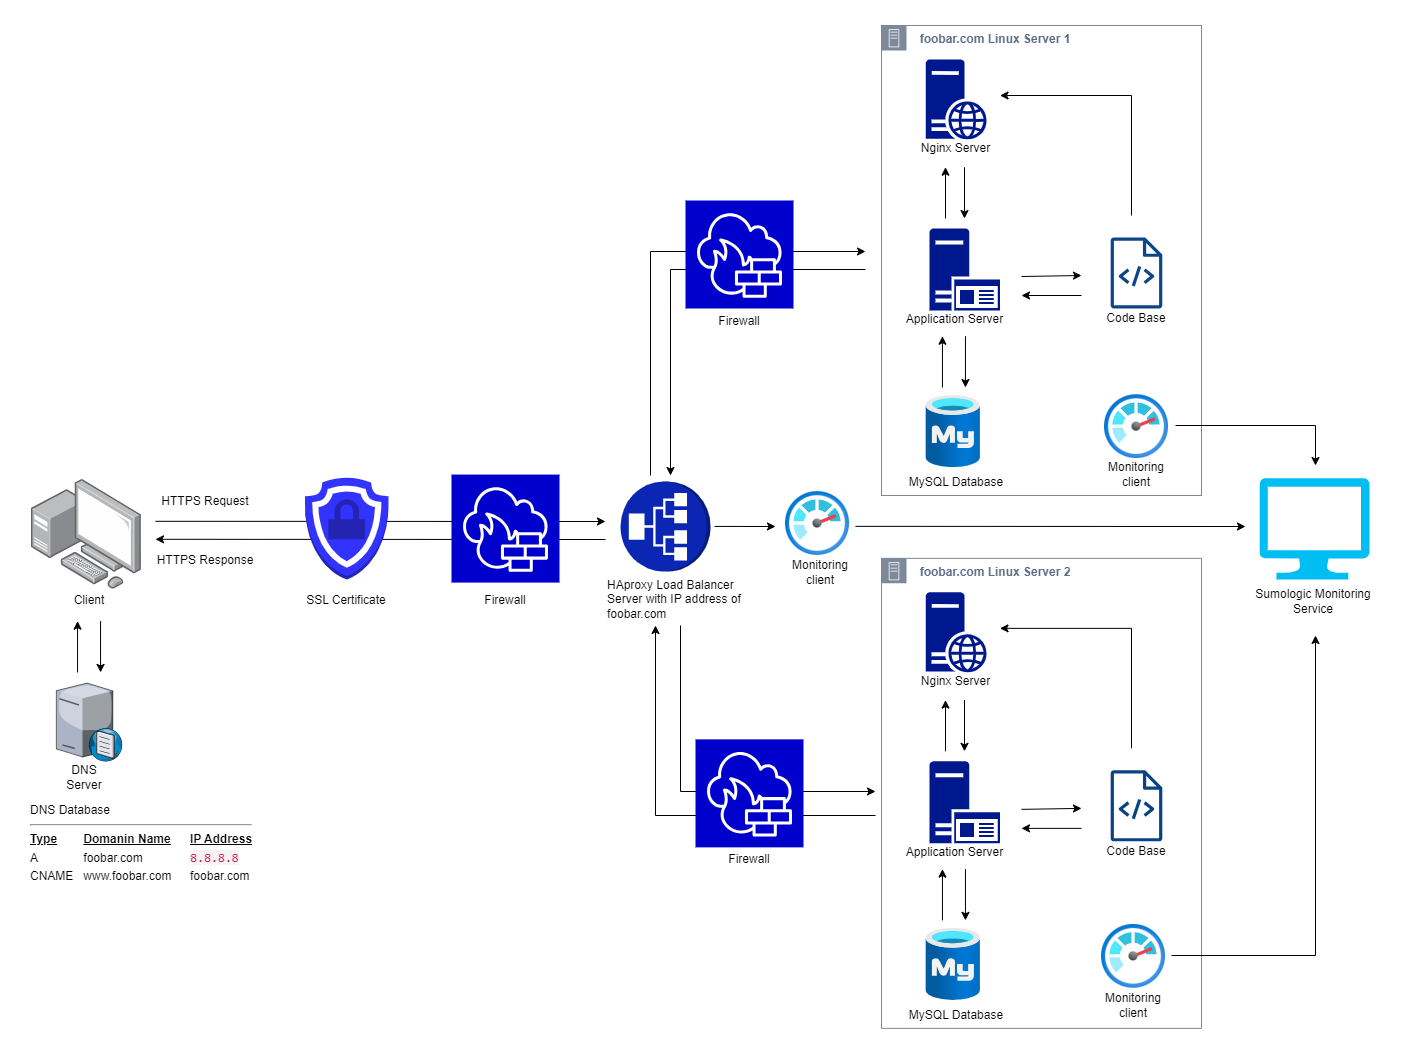 foobar.com Linux Server 1
Nginx Server
Firewall
Application Server
Code Base
MySQL Database
Monitoring
client
HTTPS Request
HTTPS Response
Client
SSL Certificate
Firewall
HAproxy Load Balancer
Server with IP address of
foobar.com
Monitoring
client
Sumologic Monitoring
Service
foobar.com Linux Server 2
Nginx Server
Firewall
Application Server
Code Base
MySQL Database
Monitoring
client
DNS
Server
DNS Database
Type Domanin Name IP Address
A foobar.com 8.8.8.8
CNAME www.foobar.com foobar.com
My
My